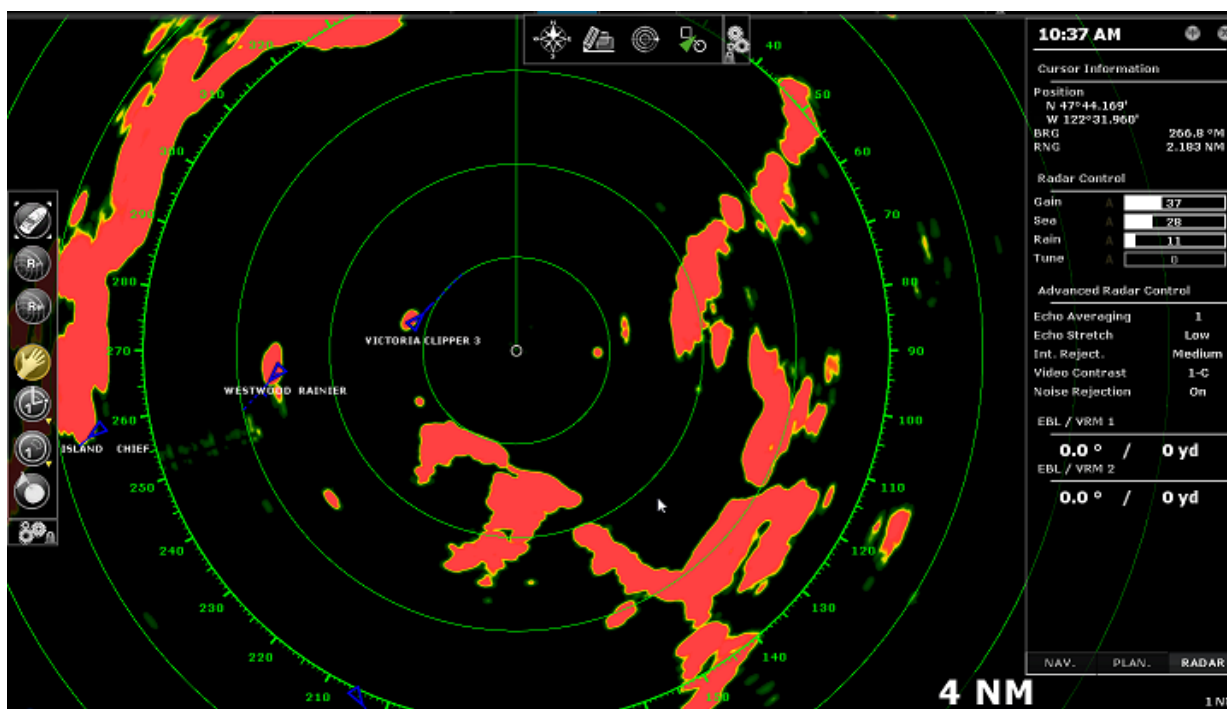 320
310
300
290
280
270
260
250
240
230
220
210
150
140
130
120
110
100
90
80
70
60
50
40
N
S
R-
R+
1
1
VICTORIA CLIPPER 3
WESTWOOD RAINIER
ISLAND CHIEF
4 NM
10:37 AM
Cursor Information
Position
N 47°44.169'
W 122°31.960'
BRG 266.8 °M
RNG 2.183 NM
Radar Control
Gain A 37
Sea A 28
Rain A 11
Tune A 0
Advanced Radar Control
Echo Averaging 1
Echo Stretch Low
Int. Reject. Medium
Video Contrast 1-C
Noise Rejection On
EBL / VRM 1
0.0 ° / 0 yd
EBL / VRM 2
0.0 ° / 0 yd
NAV. PLAN. RADAR